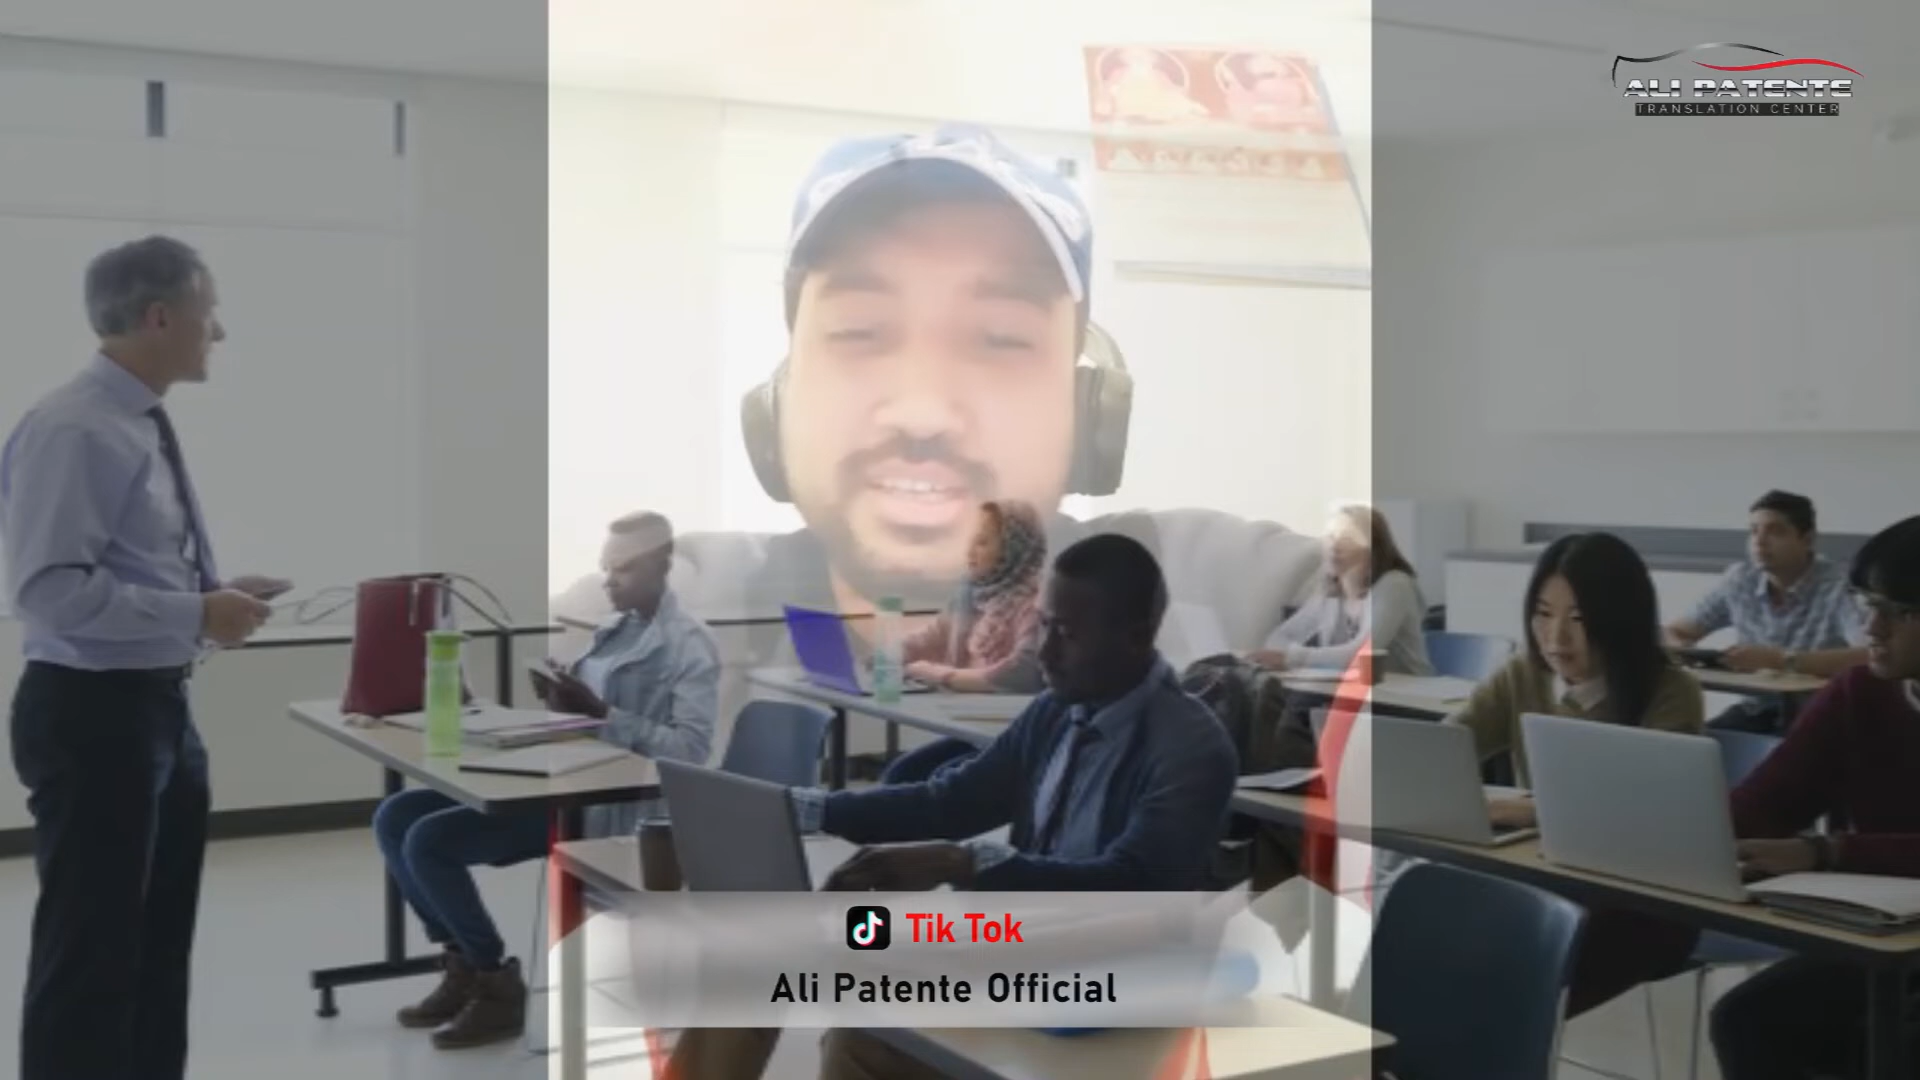 ALI PATENTE
TRANSLATION CENTER
Tik Tok
Ali Patente Official